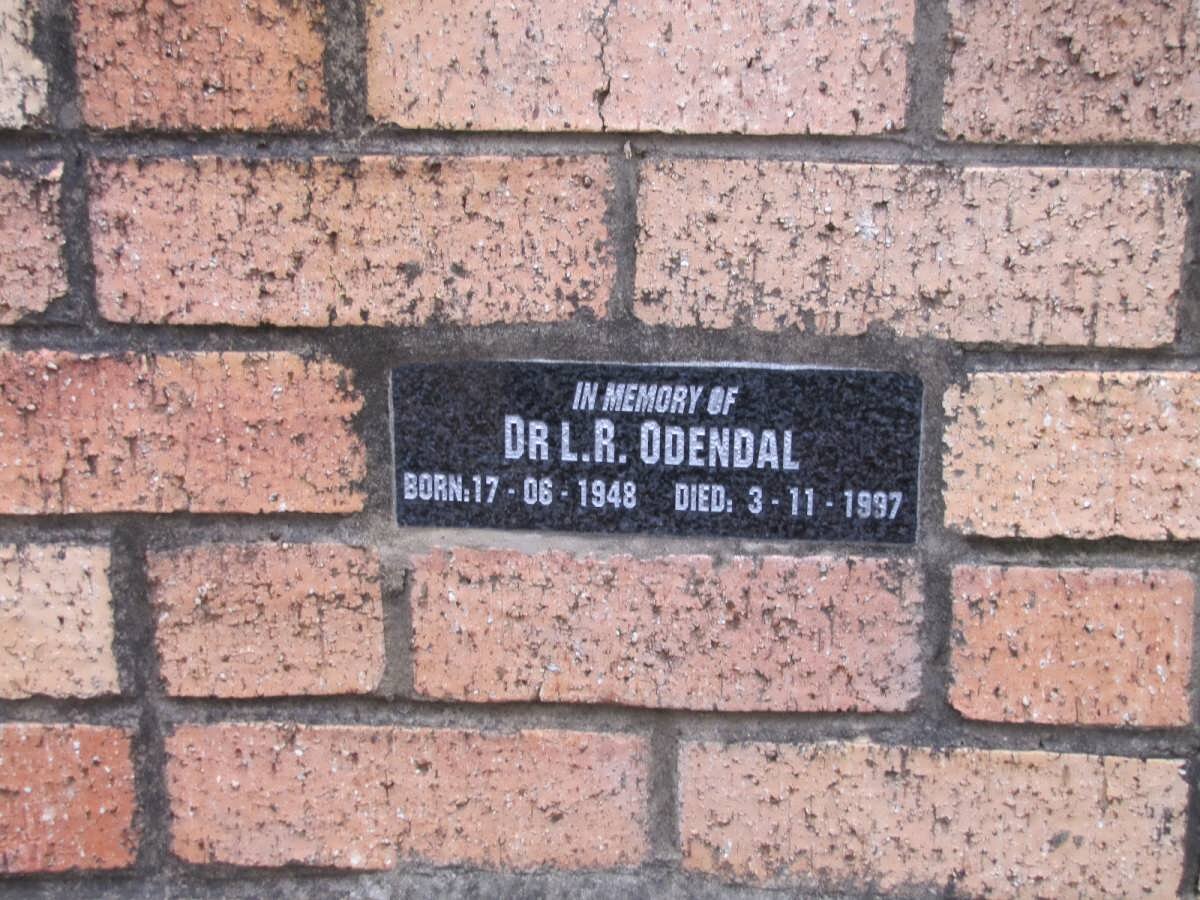 IN MEMORY OF
DR L.R. ODENDAL
BORN: 17 - 06 - 1948 DIED: 3 - 11 - 1997